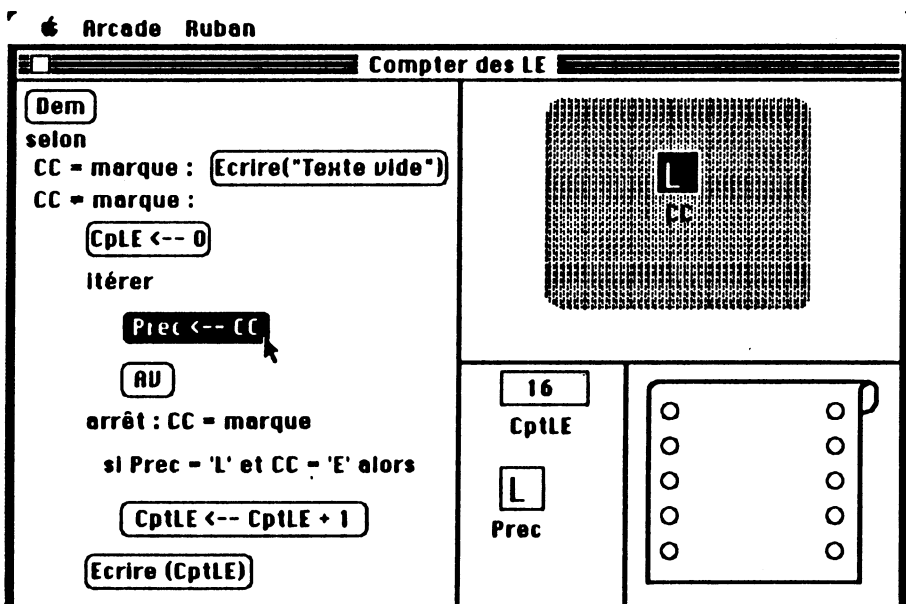 Arcade Ruban
Compter des LE
Dem
selon
CC = marque : Ecrire("Texte vide")
CC ≠ marque :
CpLE <-- 0
itérer
Prec <-- CC
AV
arrêt : CC = marque
si Prec = 'L' et CC = 'E' alors
CptLE <-- CptLE + 1
Ecrire (CptLE)
L
CC
16
CptLE
L
Prec